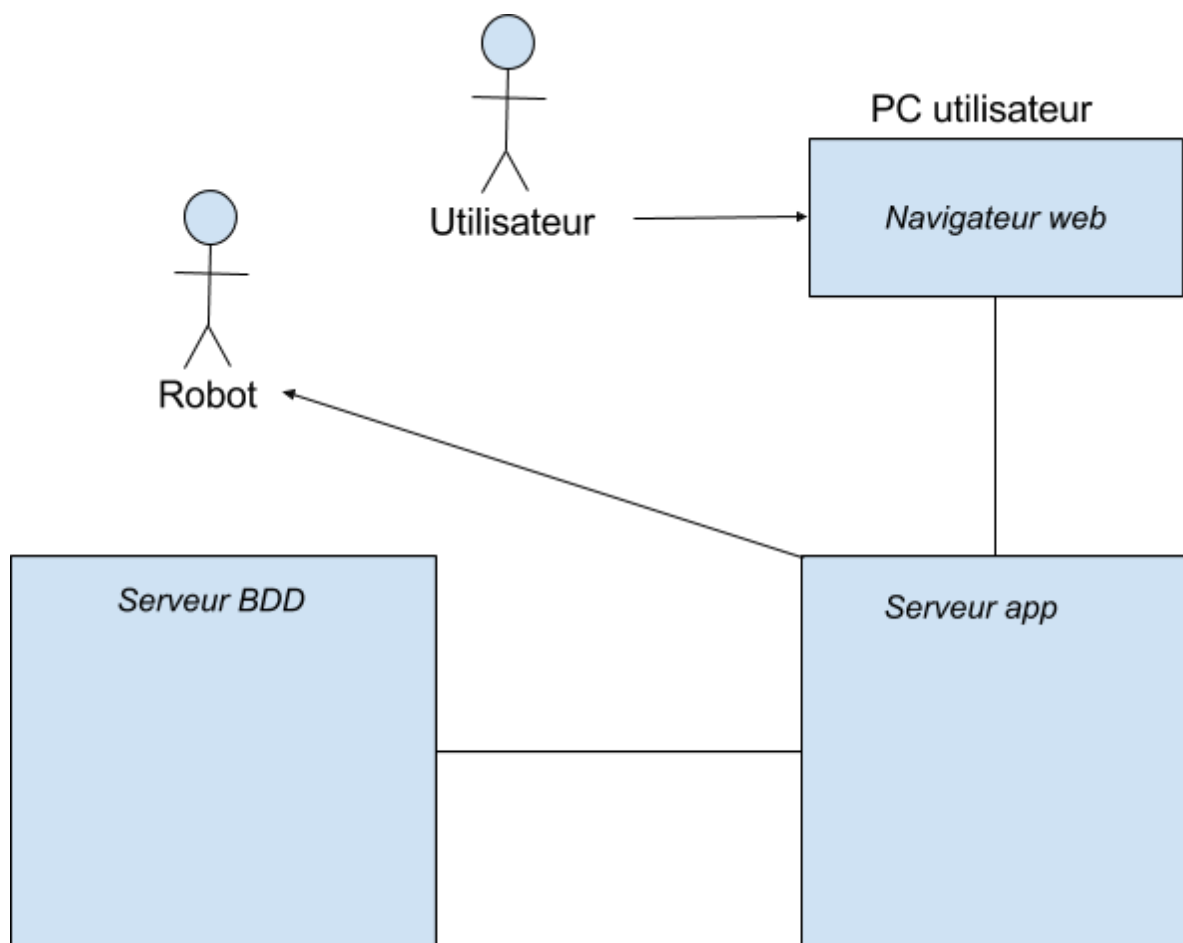 PC utilisateur
Navigateur web
Utilisateur
Robot
Serveur BDD
Serveur app